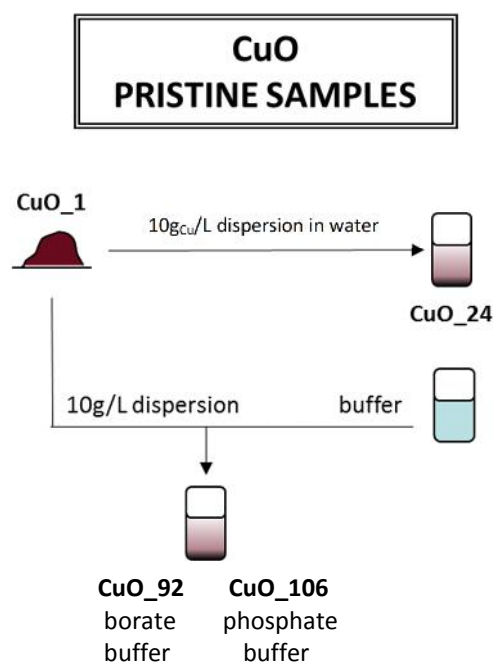 CuO
PRISTINE SAMPLES
CuO_1
10gCu/L dispersion in water
CuO_24
10g/L dispersion
buffer
CuO_92 CuO_106
borate phosphate
buffer buffer